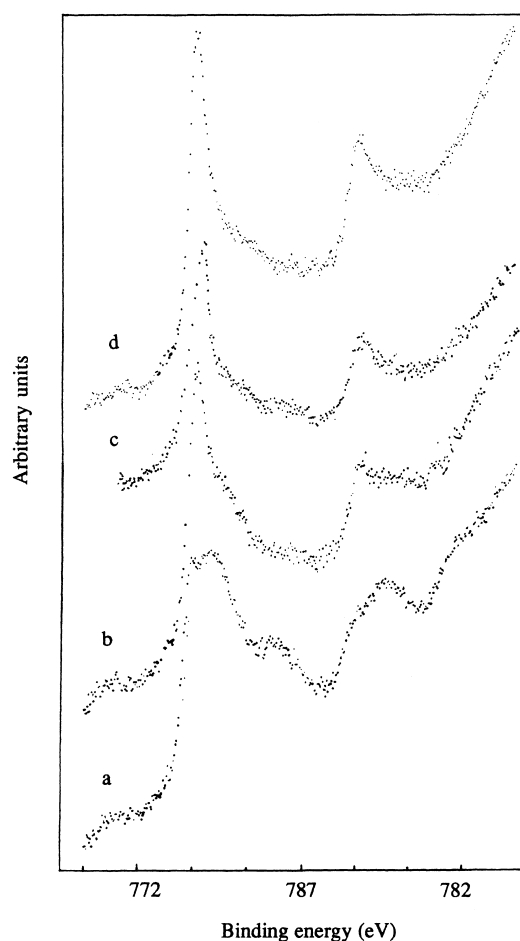 d
c
b
a
Arbitrary units
772
787
782
Binding energy (eV)